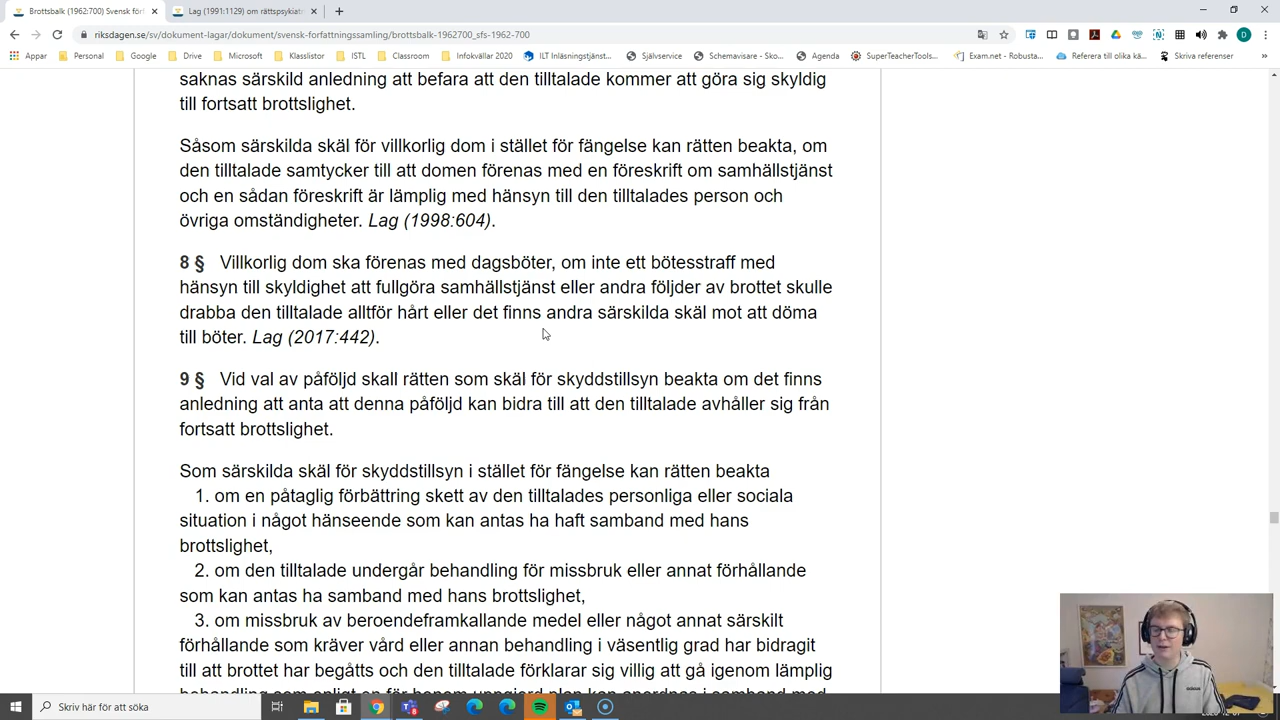 Brottsbalk (1962:700) Svensk förf
Lag (1991:1129) om rättspsykiatri
riksdagen.se/sv/dokument-lagar/dokument/svensk-forfattningssamling/brottsbalk-1962700_sfs-1962-700
D
Appar Personal Google Drive Microsoft Klasslistor ISTL Classroom Infokvällar 2020 ILT Inläsningstjänst... Självservice Schemavisare - Sko... Agenda SuperTeacherTools... Exam.net - Robusta... Referera till olika kä... Skriva referenser »
saknas särskild anledning att befara att den tilltalade kommer att göra sig skyldig
till fortsatt brottslighet.
Såsom särskilda skäl för villkorlig dom i stället för fängelse kan rätten beakta, om
den tilltalade samtycker till att domen förenas med en föreskrift om samhällstjänst
och en sådan föreskrift är lämplig med hänsyn till den tilltalades person och
övriga omständigheter. Lag (1998:604).
8 § Villkorlig dom ska förenas med dagsböter, om inte ett bötesstraff med
hänsyn till skyldighet att fullgöra samhällstjänst eller andra följder av brottet skulle
drabba den tilltalade alltför hårt eller det finns andra särskilda skäl mot att döma
till böter. Lag (2017:442).
9 § Vid val av påföljd skall rätten som skäl för skyddstillsyn beakta om det finns
anledning att anta att denna påföljd kan bidra till att den tilltalade avhåller sig från
fortsatt brottslighet.
Som särskilda skäl för skyddstillsyn i stället för fängelse kan rätten beakta
1. om en påtaglig förbättring skett av den tilltalades personliga eller sociala
situation i något hänseende som kan antas ha haft samband med hans
brottslighet,
2. om den tilltalade undergår behandling för missbruk eller annat förhållande
som kan antas ha samband med hans brottslighet,
3. om missbruk av beroendeframkallande medel eller något annat särskilt
förhållande som kräver vård eller annan behandling i väsentlig grad har bidragit
till att brottet har begåtts och den tilltalade förklarar sig villig att gå igenom lämplig
Skriv här för att söka